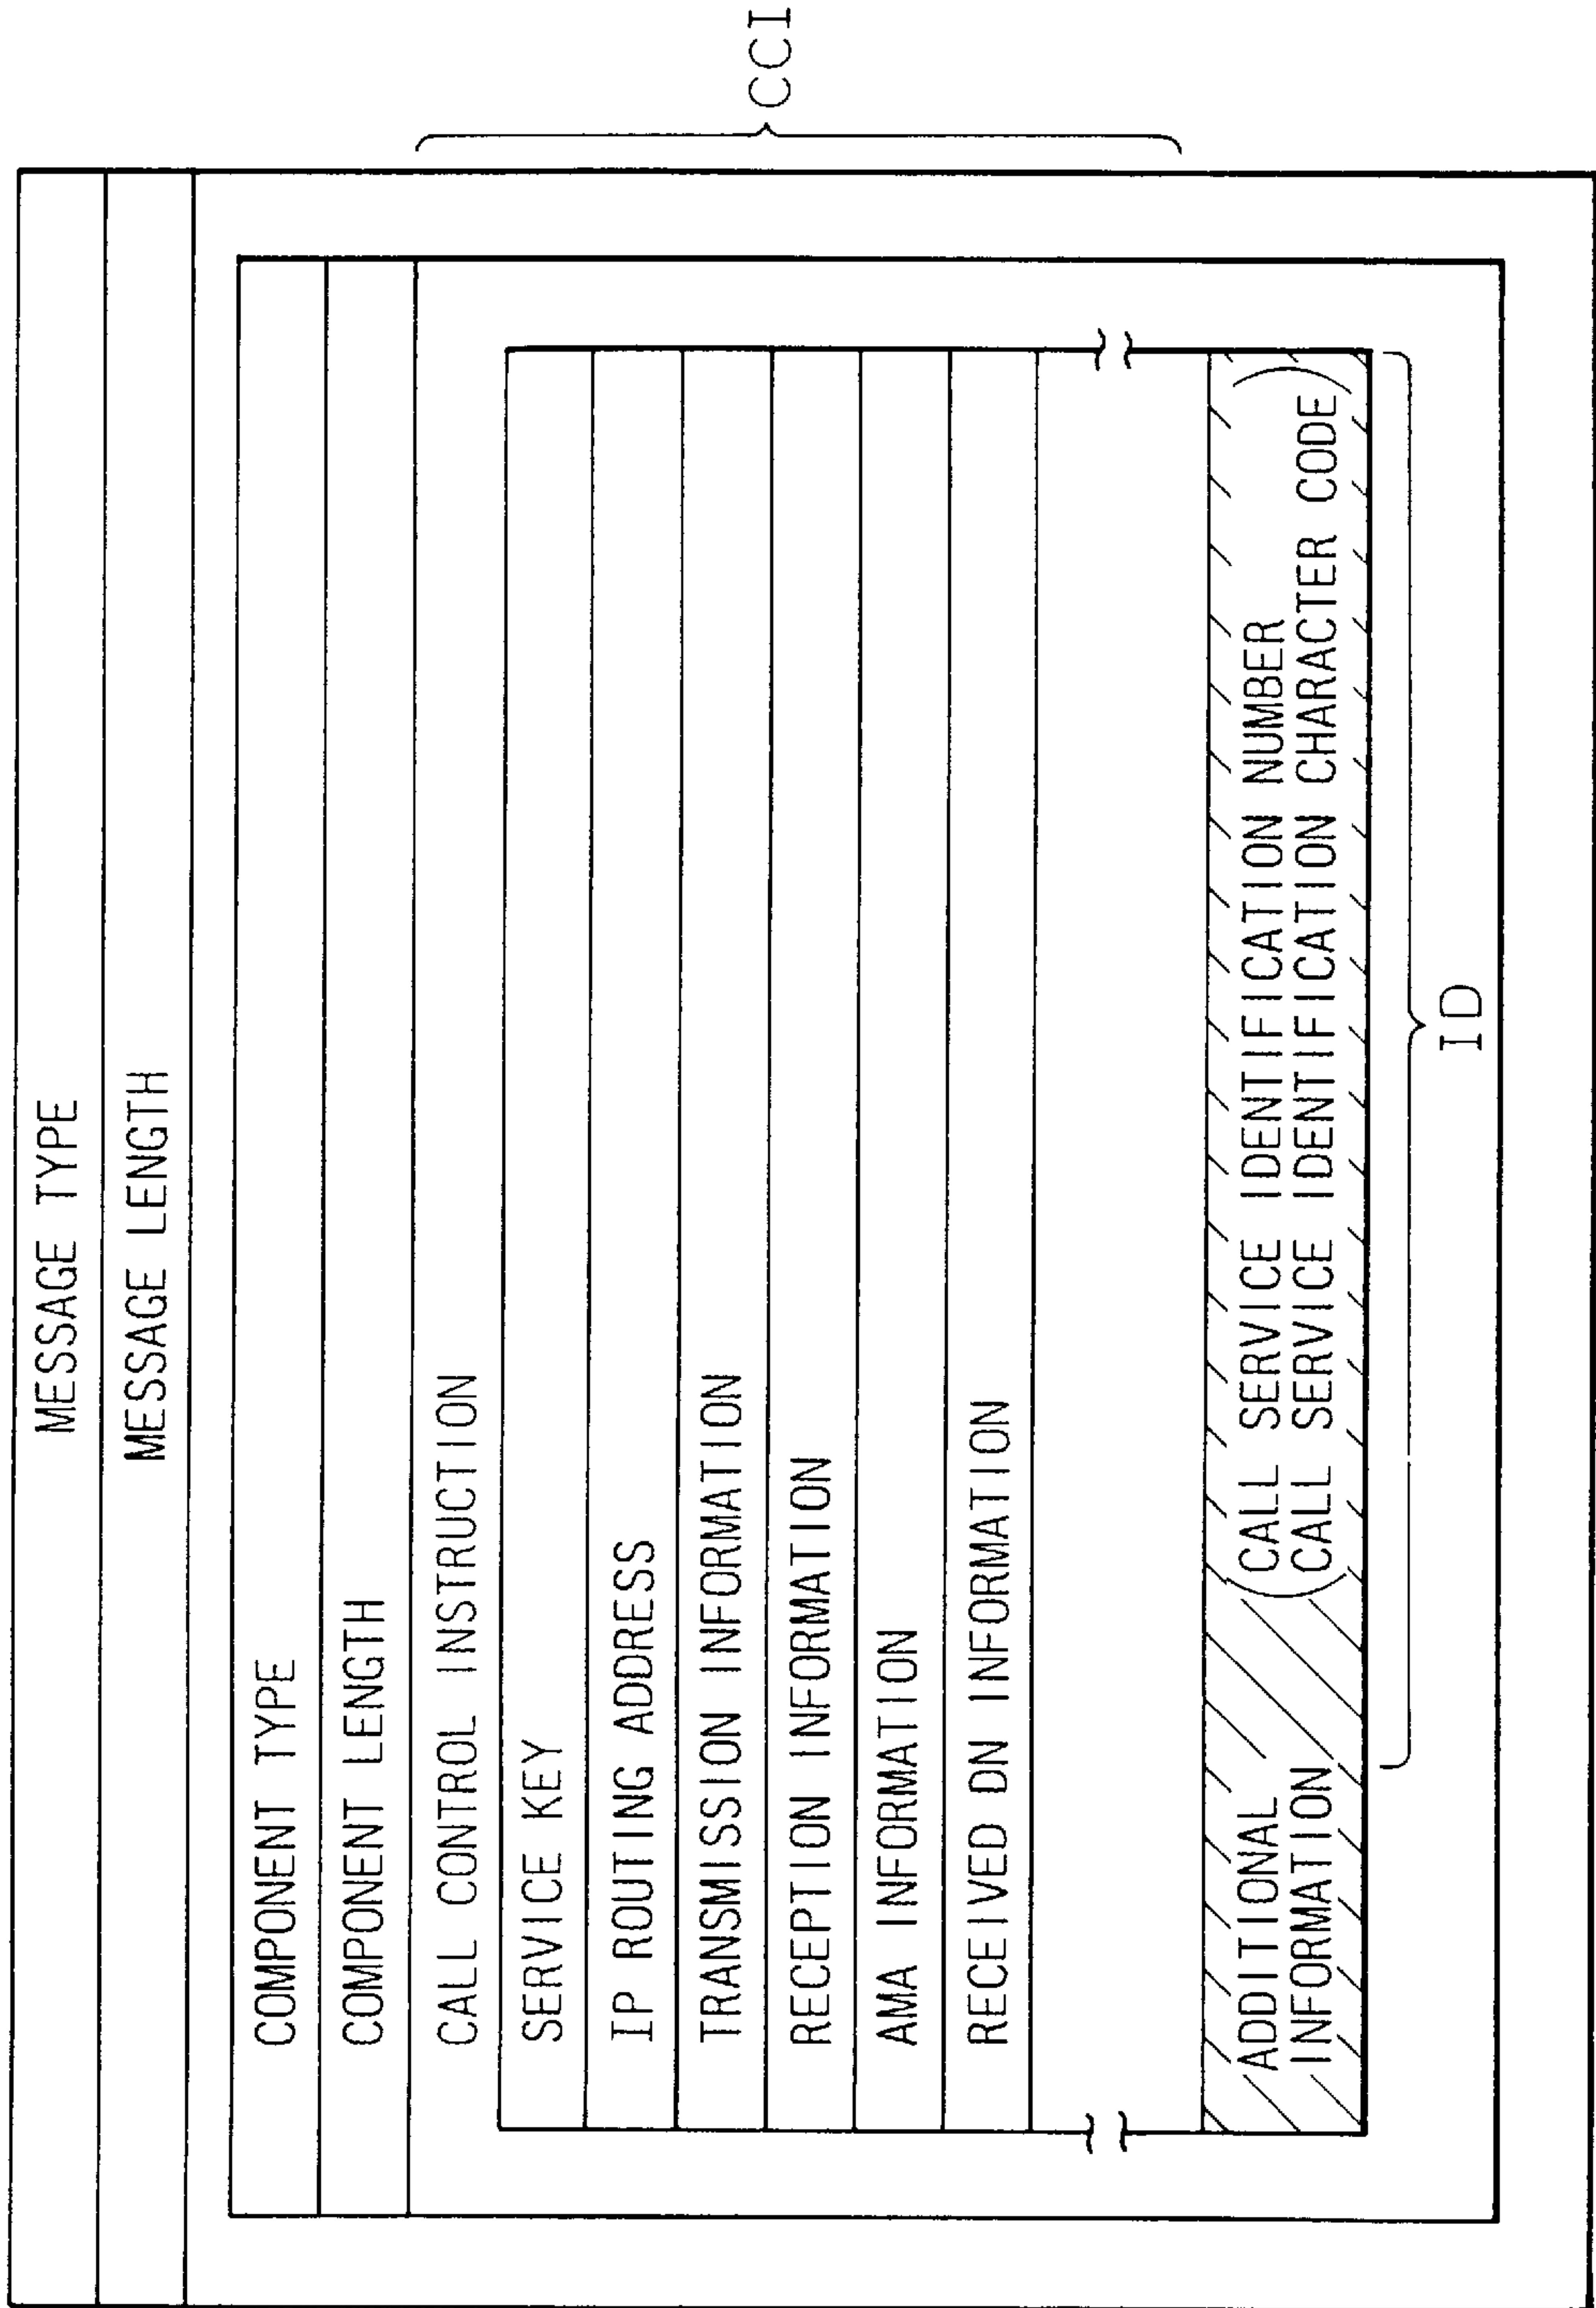 MESSAGE TYPE
MESSAGE LENGTH
COMPONENT TYPE
COMPONENT LENGTH
CALL CONTROL INSTRUCTION
SERVICE KEY
IP ROUTING ADDRESS
TRANSMISSION INFORMATION
RECEPTION INFORMATION
AMA INFORMATION
RECEIVED DN INFORMATION
ADDITIONAL
INFORMATION
(CALL SERVICE IDENTIFICATION NUMBER
CALL SERVICE IDENTIFICATION CHARACTER CODE)
ID
CCI